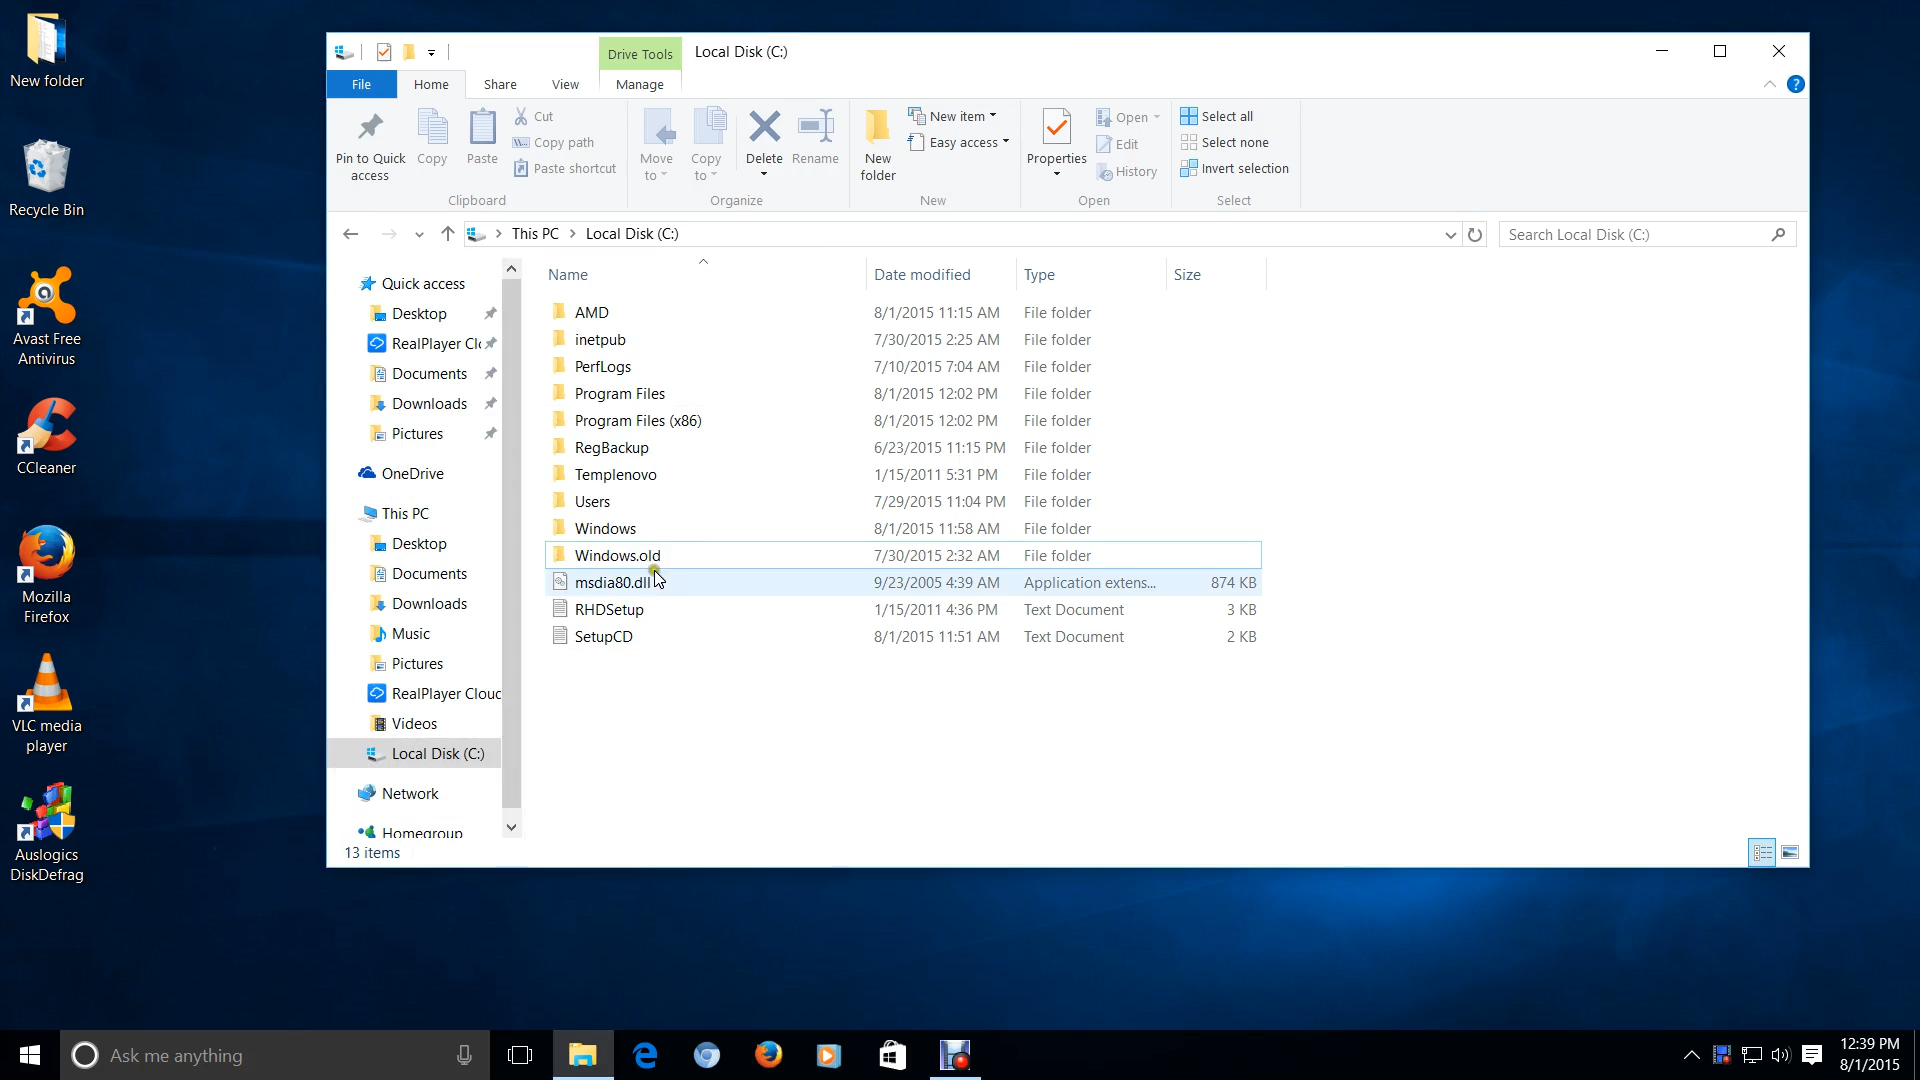 New folder
Recycle Bin
Avast Free
Antivirus
CCleaner
Mozilla
Firefox
VLC media
player
Auslogics
DiskDefrag
Drive Tools
Local Disk (C:)
File
Home
Share
View
Manage
Pin to Quick
access
Copy
Paste
Cut
Copy path
Paste shortcut
Clipboard
Move
to
Copy
to
Delete
Rename
Organize
New
folder
New item
Easy access
New
Properties
Open
Edit
History
Open
Select all
Select none
Invert selection
Select
This PC > Local Disk (C:)
Search Local Disk (C:)
Quick access
Desktop
RealPlayer Clo
Documents
Downloads
Pictures
OneDrive
This PC
Desktop
Documents
Downloads
Music
Pictures
RealPlayer Cloud
Videos
Local Disk (C:)
Network
Homegroup
Name Date modified Type Size
AMD 8/1/2015 11:15 AM File folder
inetpub 7/30/2015 2:25 AM File folder
PerfLogs 7/10/2015 7:04 AM File folder
Program Files 8/1/2015 12:02 PM File folder
Program Files (x86) 8/1/2015 12:02 PM File folder
RegBackup 6/23/2015 11:15 PM File folder
Templenovo 1/15/2011 5:31 PM File folder
Users 7/29/2015 11:04 PM File folder
Windows 8/1/2015 11:58 AM File folder
Windows.old 7/30/2015 2:32 AM File folder
msdia80.dll 9/23/2005 4:39 AM Application extens... 874 KB
RHDSetup 1/15/2011 4:36 PM Text Document 3 KB
SetupCD 8/1/2015 11:51 AM Text Document 2 KB
13 items
Ask me anything
12:39 PM
8/1/2015